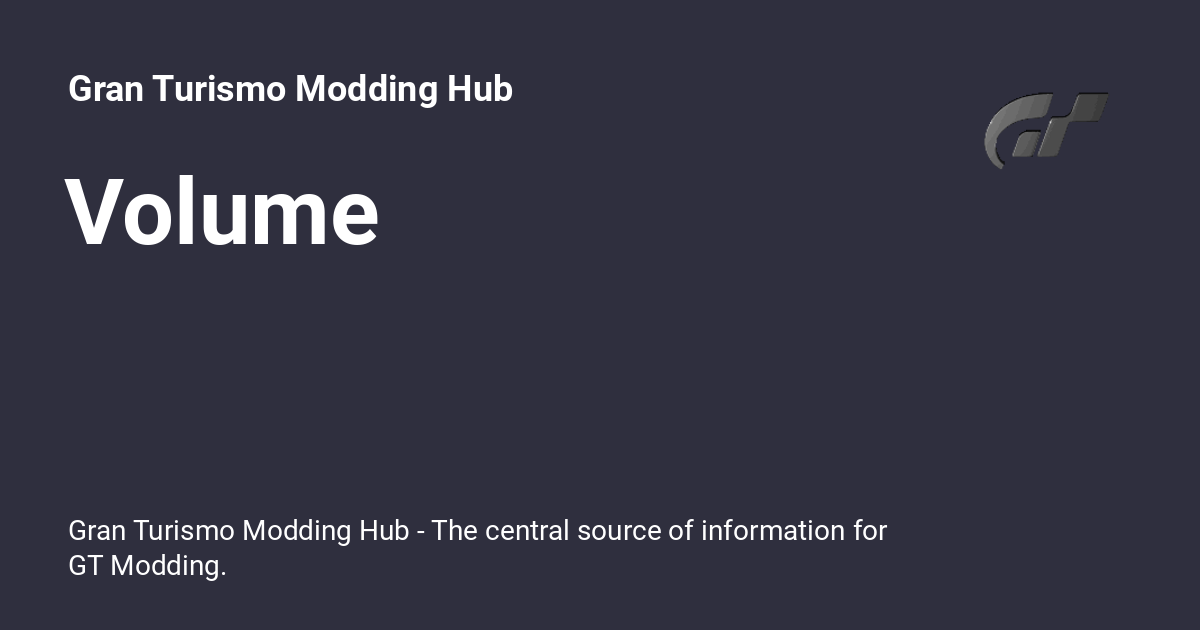 Gran Turismo Modding Hub
Volume
Gran Turismo Modding Hub - The central source of information for
GT Modding.